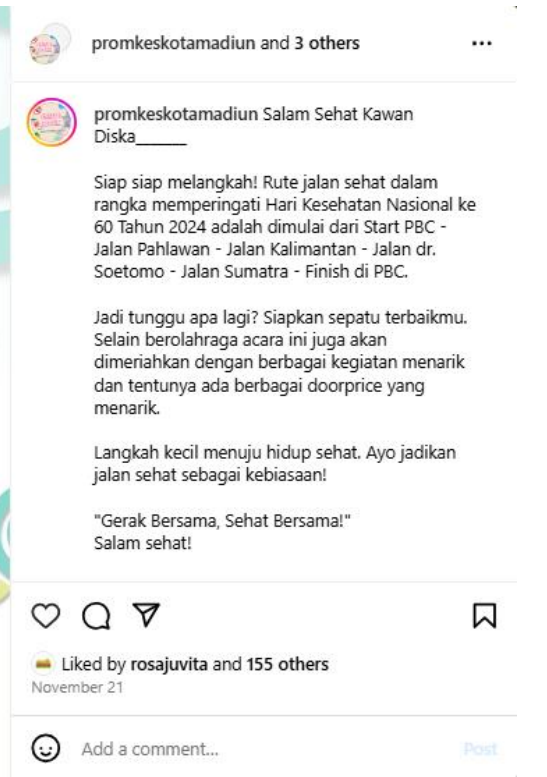 promkeskotamadiun and 3 others
promkeskotamadiun Salam Sehat Kawan
Diska______
Siap siap melangkah! Rute jalan sehat dalam
rangka memperingati Hari Kesehatan Nasional ke
60 Tahun 2024 adalah dimulai dari Start PBC -
Jalan Pahlawan - Jalan Kalimantan - Jalan dr.
Soetomo - Jalan Sumatra - Finish di PBC.
Jadi tunggu apa lagi? Siapkan sepatu terbaikmu.
Selain berolahraga acara ini juga akan
dimeriahkan dengan berbagai kegiatan menarik
dan tentunya ada berbagai doorprice yang
menarik.
Langkah kecil menuju hidup sehat. Ayo jadikan
jalan sehat sebagai kebiasaan!
"Gerak Bersama, Sehat Bersama!"
Salam sehat!
Liked by rosajuvita and 155 others
November 21
Add a comment... Post